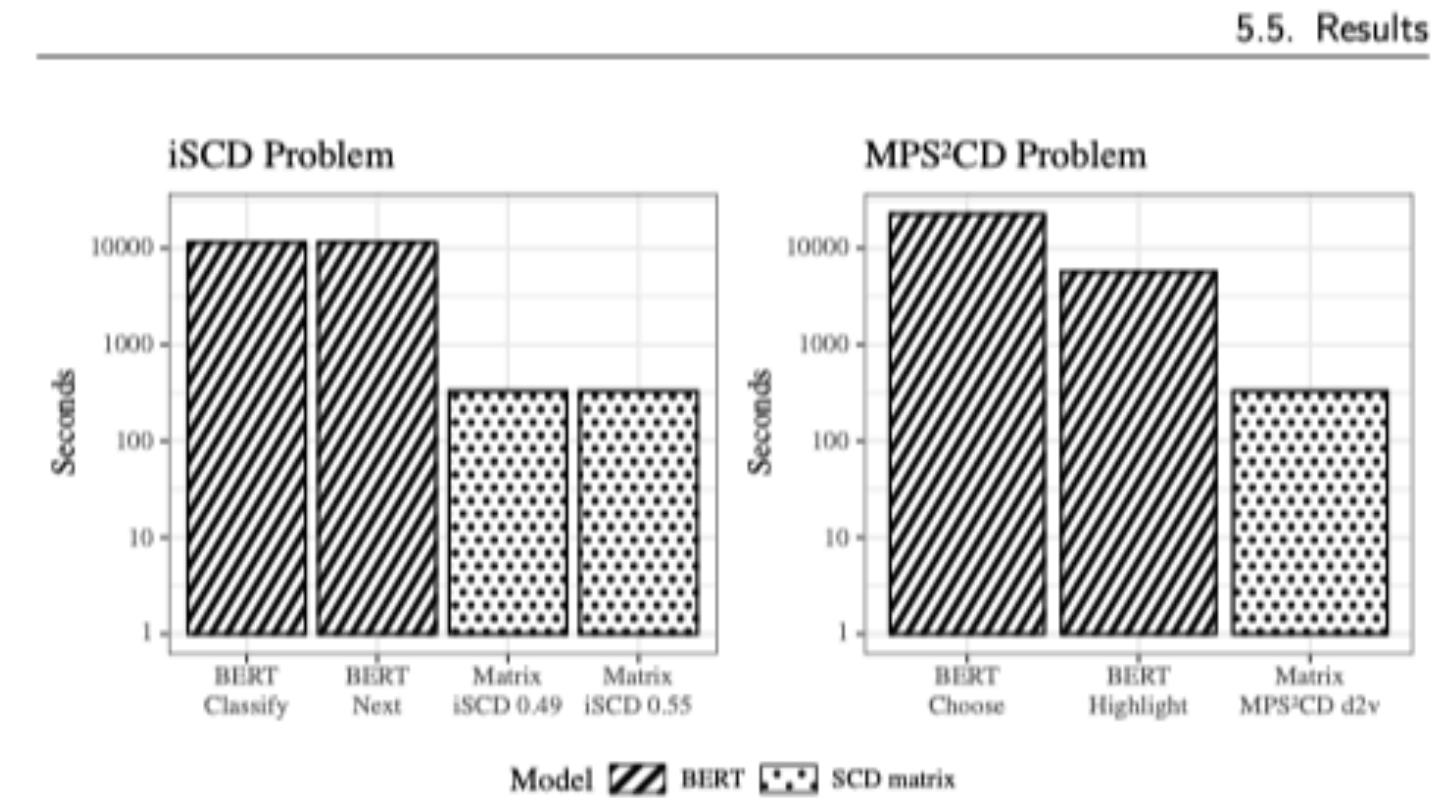 5.5. Results
iSCD Problem
Seconds
10000
1000
100
10
1
BERT Classify
BERT Next
Matrix iSCD 0.49
Matrix iSCD 0.55
MPS²CD Problem
Seconds
10000
1000
100
10
1
BERT Choose
BERT Highlight
Matrix MPS²CD d2v
Model BERT SCD matrix